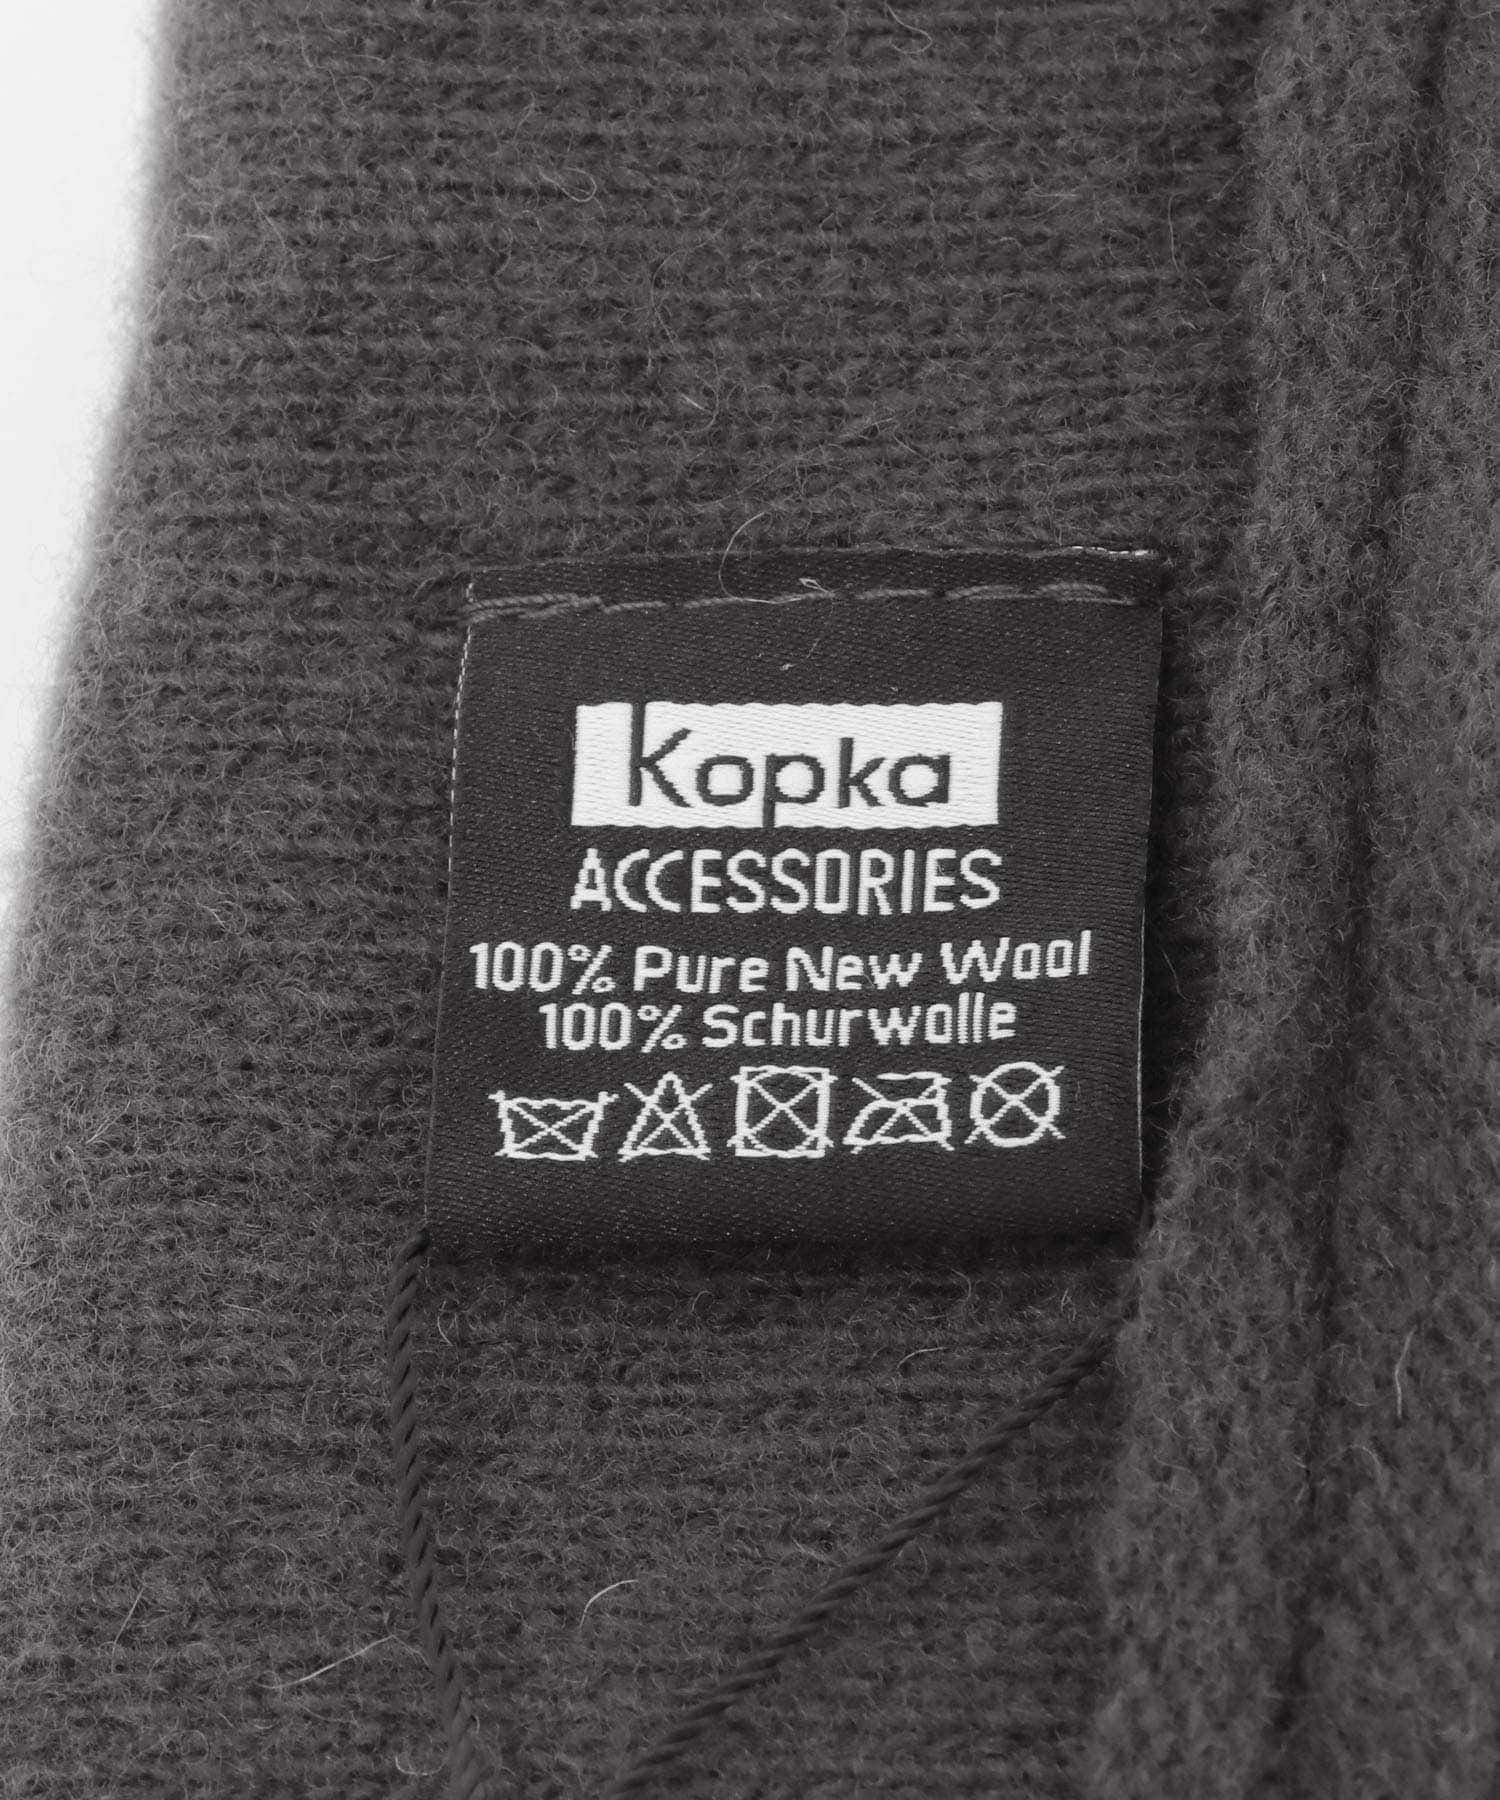 Kopka
ACCESSORIES
100% Pure New Wool
100% Schurwolle